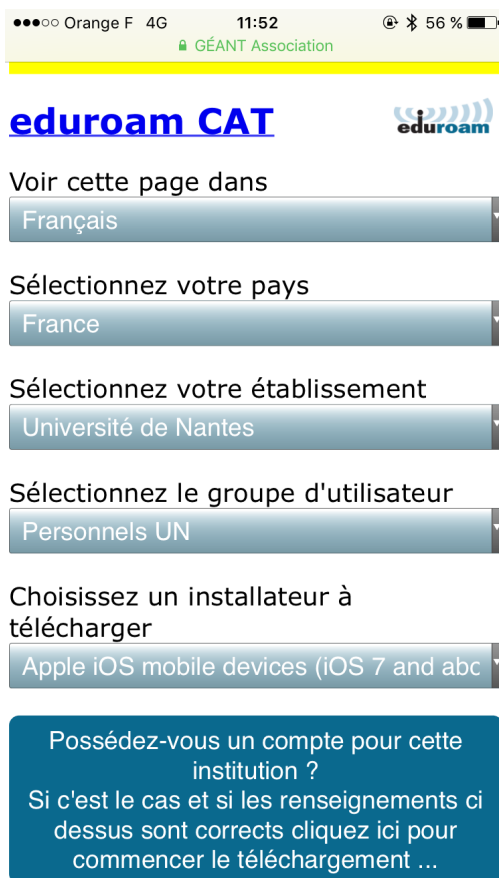 Orange F 4G 11:52 56 %
GÉANT Association
eduroam CAT
eduroam
Voir cette page dans
Français
Sélectionnez votre pays
France
Sélectionnez votre établissement
Université de Nantes
Sélectionnez le groupe d'utilisateur
Personnels UN
Choisissez un installateur à
télécharger
Apple iOS mobile devices (iOS 7 and abc
Possédez-vous un compte pour cette
institution ?
Si c'est le cas et si les renseignements ci
dessus sont corrects cliquez ici pour
commencer le téléchargement ...